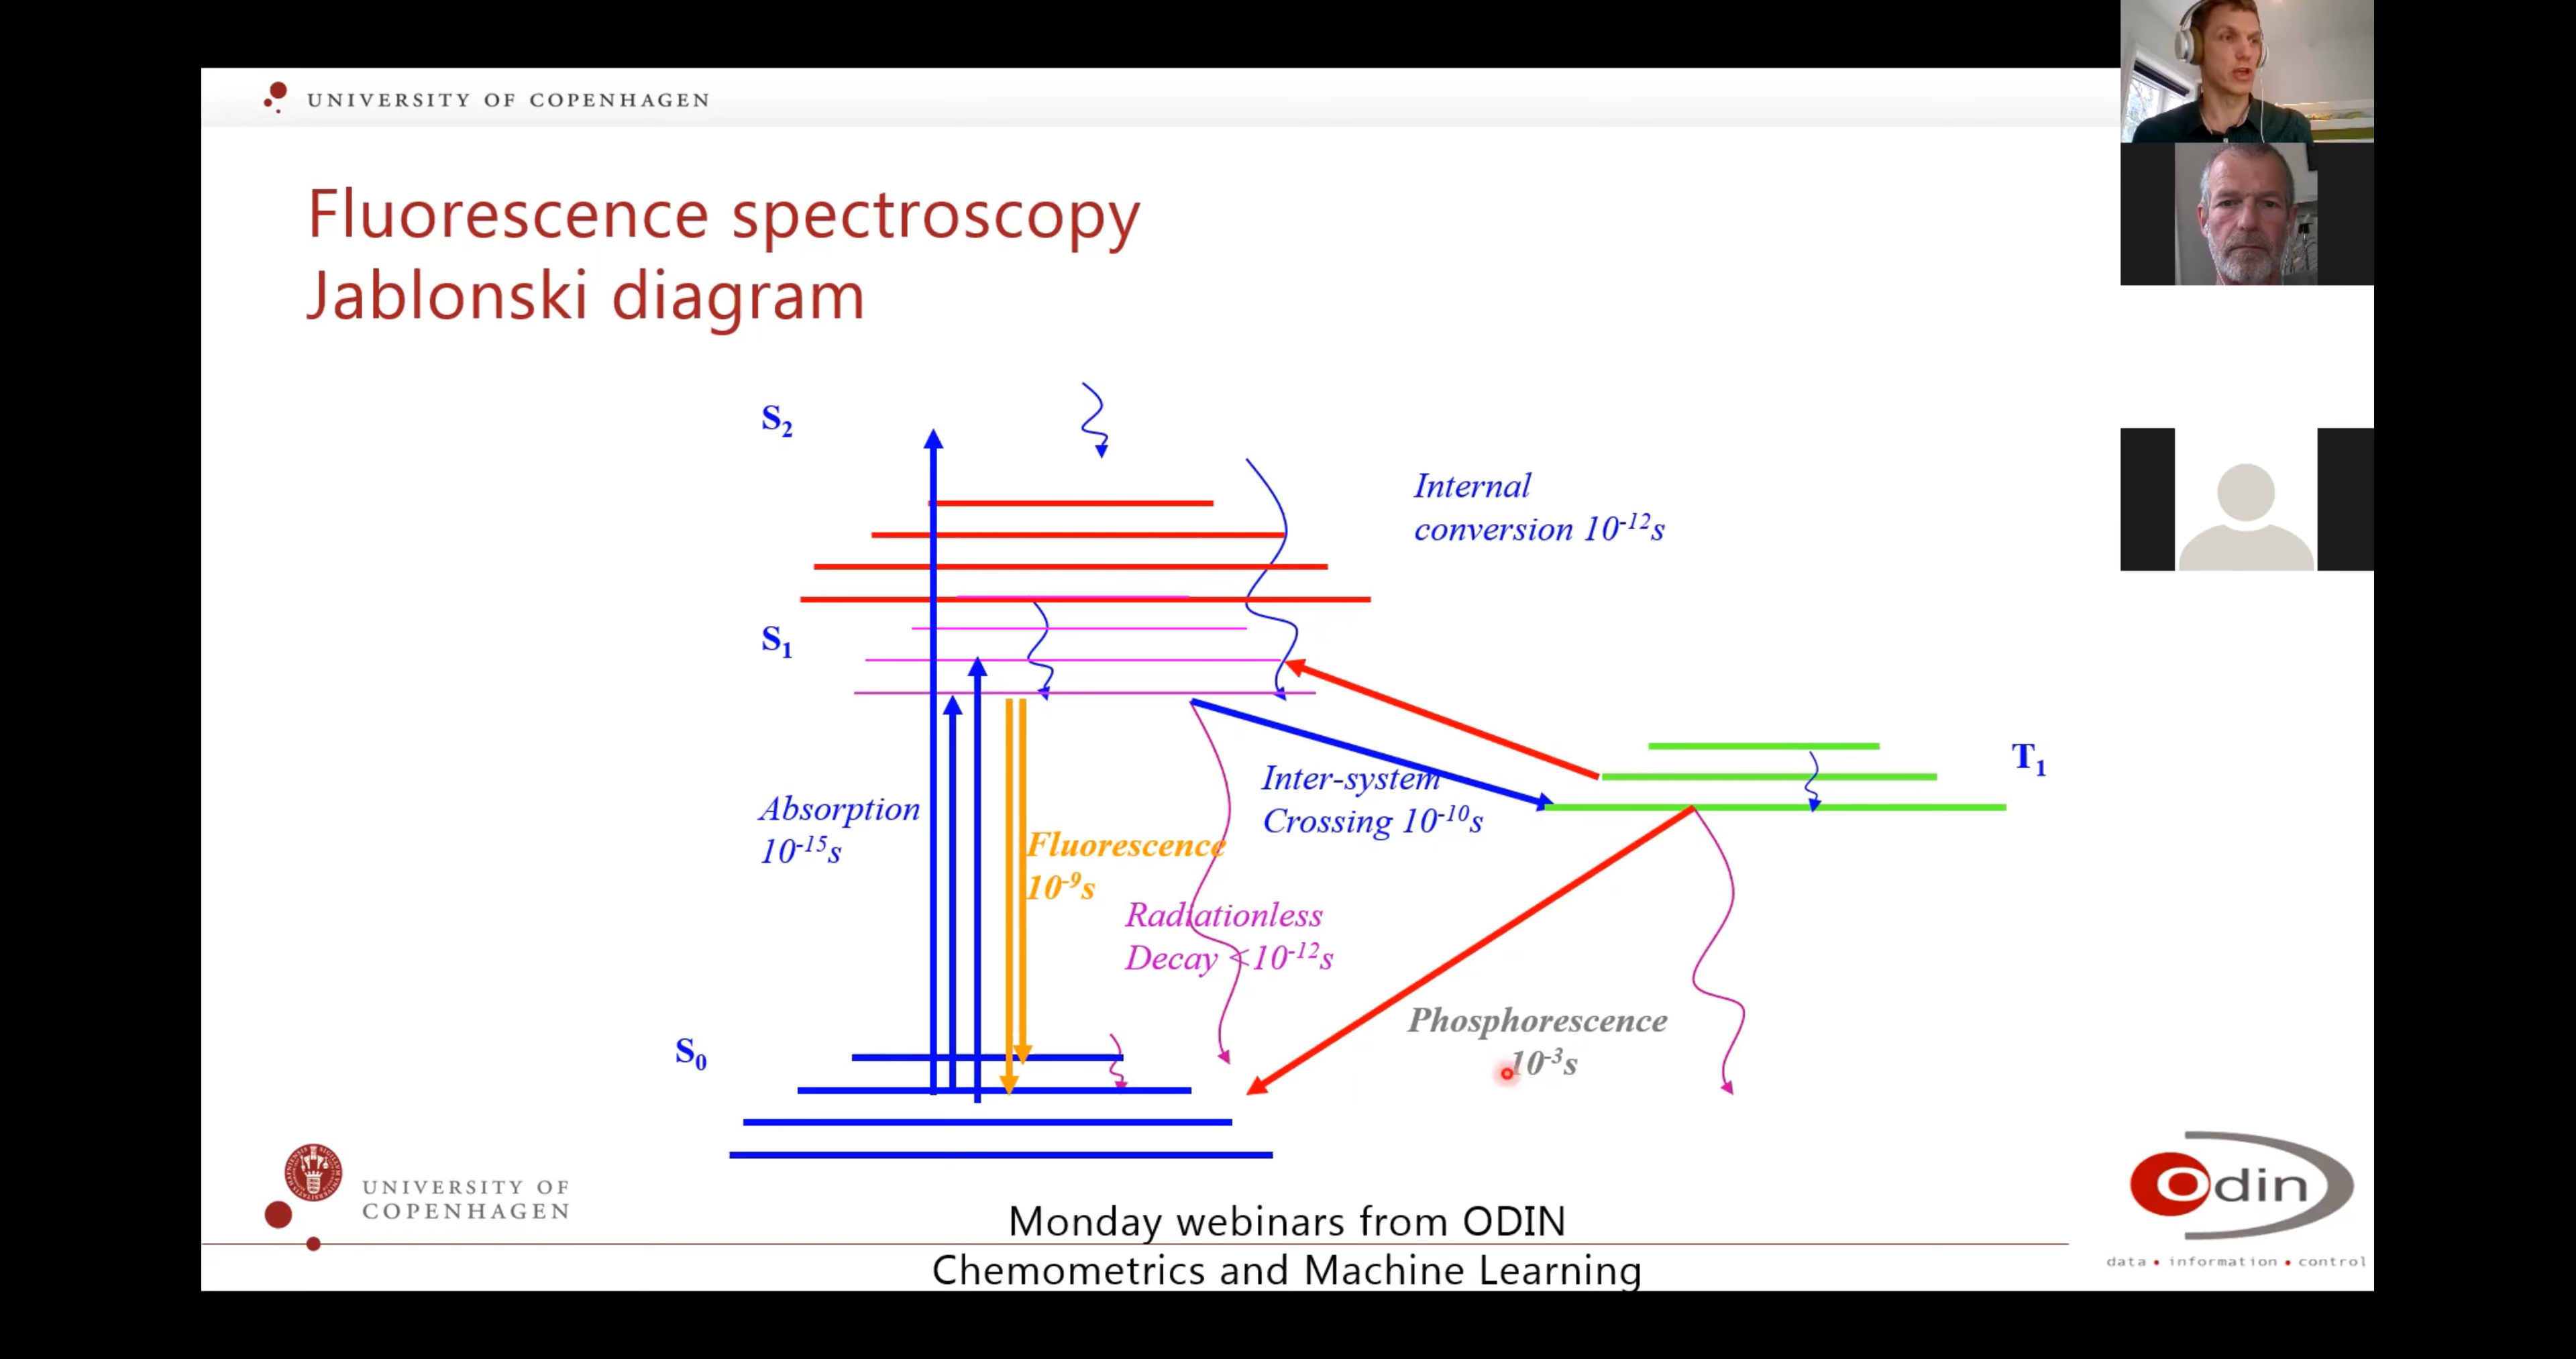 UNIVERSITY OF COPENHAGEN
Fluorescence spectroscopy
Jablonski diagram
S₂
Internal
conversion 10⁻¹²s
S₁
T₁
Absorption
10⁻¹⁵s
Inter-system
Crossing 10⁻¹⁰s
Fluorescence
10⁻⁹s
Radiationless
Decay <10⁻¹²s
S₀
Phosphorescence
10⁻³s
UNIVERSITY OF
COPENHAGEN
Odin
data • information • control
Monday webinars from ODIN
Chemometrics and Machine Learning